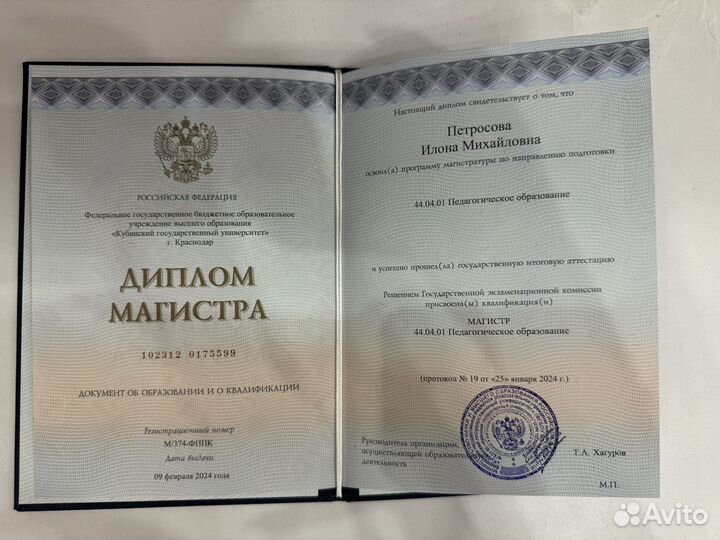 РОССИЙСКАЯ ФЕДЕРАЦИЯ
Федеральное государственное бюджетное образовательное
учреждение высшего образования
«Кубанский государственный университет»
г. Краснодар
ДИПЛОМ
МАГИСТРА
102312 0175599
ДОКУМЕНТ ОБ ОБРАЗОВАНИИ И О КВАЛИФИКАЦИИ
Регистрационный номер
М/374-ФППК
Дата выдачи
09 февраля 2024 года
Настоящий диплом свидетельствует о том, что
Петросова
Илона Михайловна
освоил(а) программу магистратуры по направлению подготовки
44.04.01 Педагогическое образование
и успешно прошел(ла) государственную итоговую аттестацию
Решением Государственной экзаменационной комиссии
присвоена(ы) квалификация(и)
МАГИСТР
44.04.01 Педагогическое образование
(протокол № 19 от «25» января 2024 г.)
Руководитель организации,
осуществляющей образовательную
деятельность
Т.А. Хагуров
М.П.
Avito